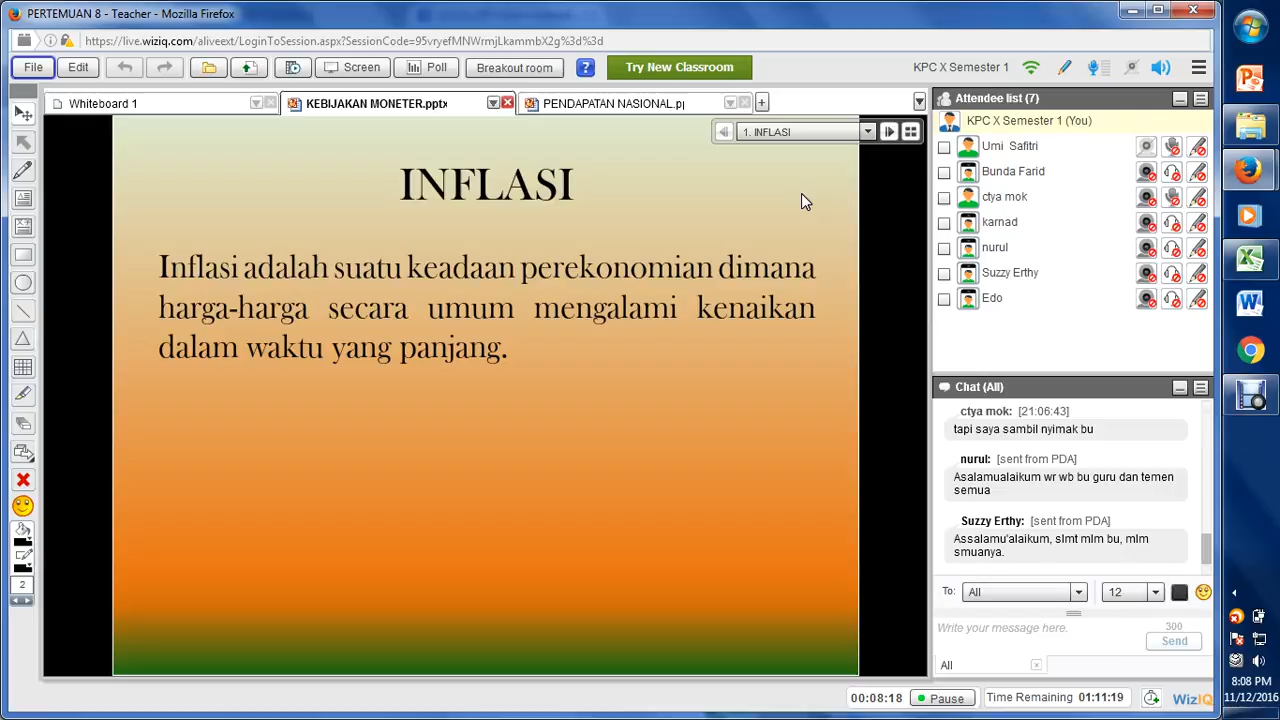 PERTEMUAN 8 - Teacher - Mozilla Firefox
https://live.wiziq.com/aliveext/LoginToSession.aspx?SessionCode=95vryefMNWrmjLkammbX2g%3d%3d
File Edit Screen Poll Breakout room ? Try New Classroom KPC X Semester 1
Whiteboard 1 KEBIJAKAN MONETER.pptx PENDAPATAN NASIONAL.p
1. INFLASI
INFLASI
Inflasi adalah suatu keadaan perekonomian dimana
harga-harga secara umum mengalami kenaikan
dalam waktu yang panjang.
2
Attendee list (7)
KPC X Semester 1 (You)
Umi Safitri
Bunda Farid
ctya mok
karnad
nurul
Suzzy Erthy
Edo
Chat (All)
ctya mok: [21:06:43]
tapi saya sambil nyimak bu
nurul: [sent from PDA]
Asalamualaikum wr wb bu guru dan temen
semua
Suzzy Erthy: [sent from PDA]
Assalamu'alaikum, slmt mlm bu, mlm
smuanya.
To: All 12
Write your message here. 300
Send
All
00:08:18 Pause Time Remaining 01:11:19 WizIQ
8:08 PM
11/12/2016